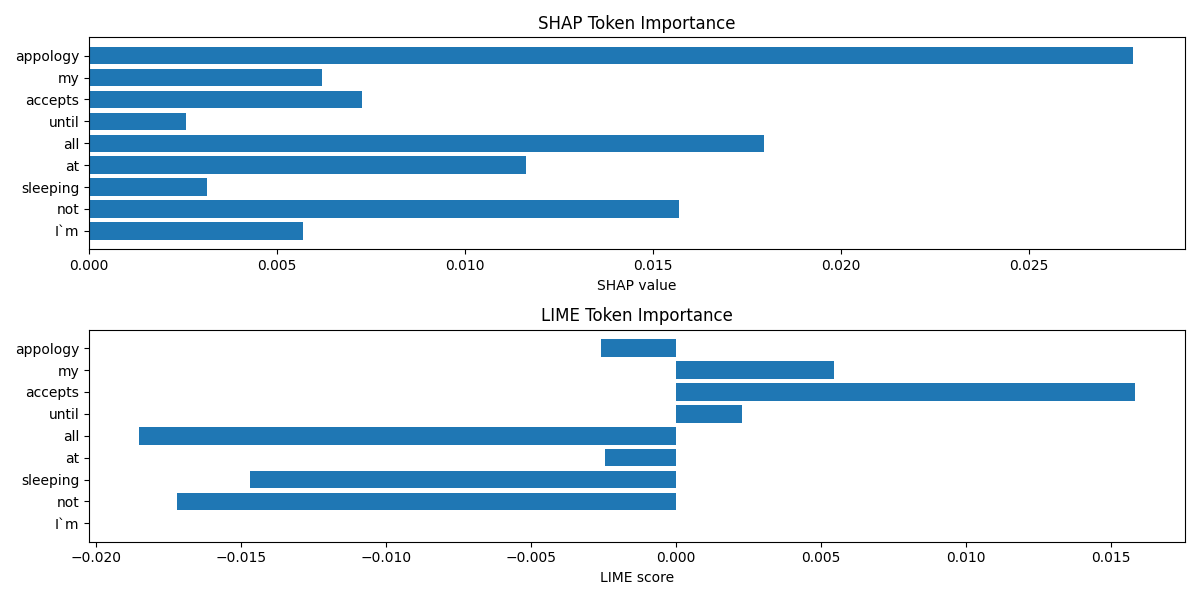 SHAP Token Importance
appology
my
accepts
until
all
at
sleeping
not
I`m
0.000 0.005 0.010 0.015 0.020 0.025
SHAP value
LIME Token Importance
appology
my
accepts
until
all
at
sleeping
not
I`m
−0.020 −0.015 −0.010 −0.005 0.000 0.005 0.010 0.015
LIME score